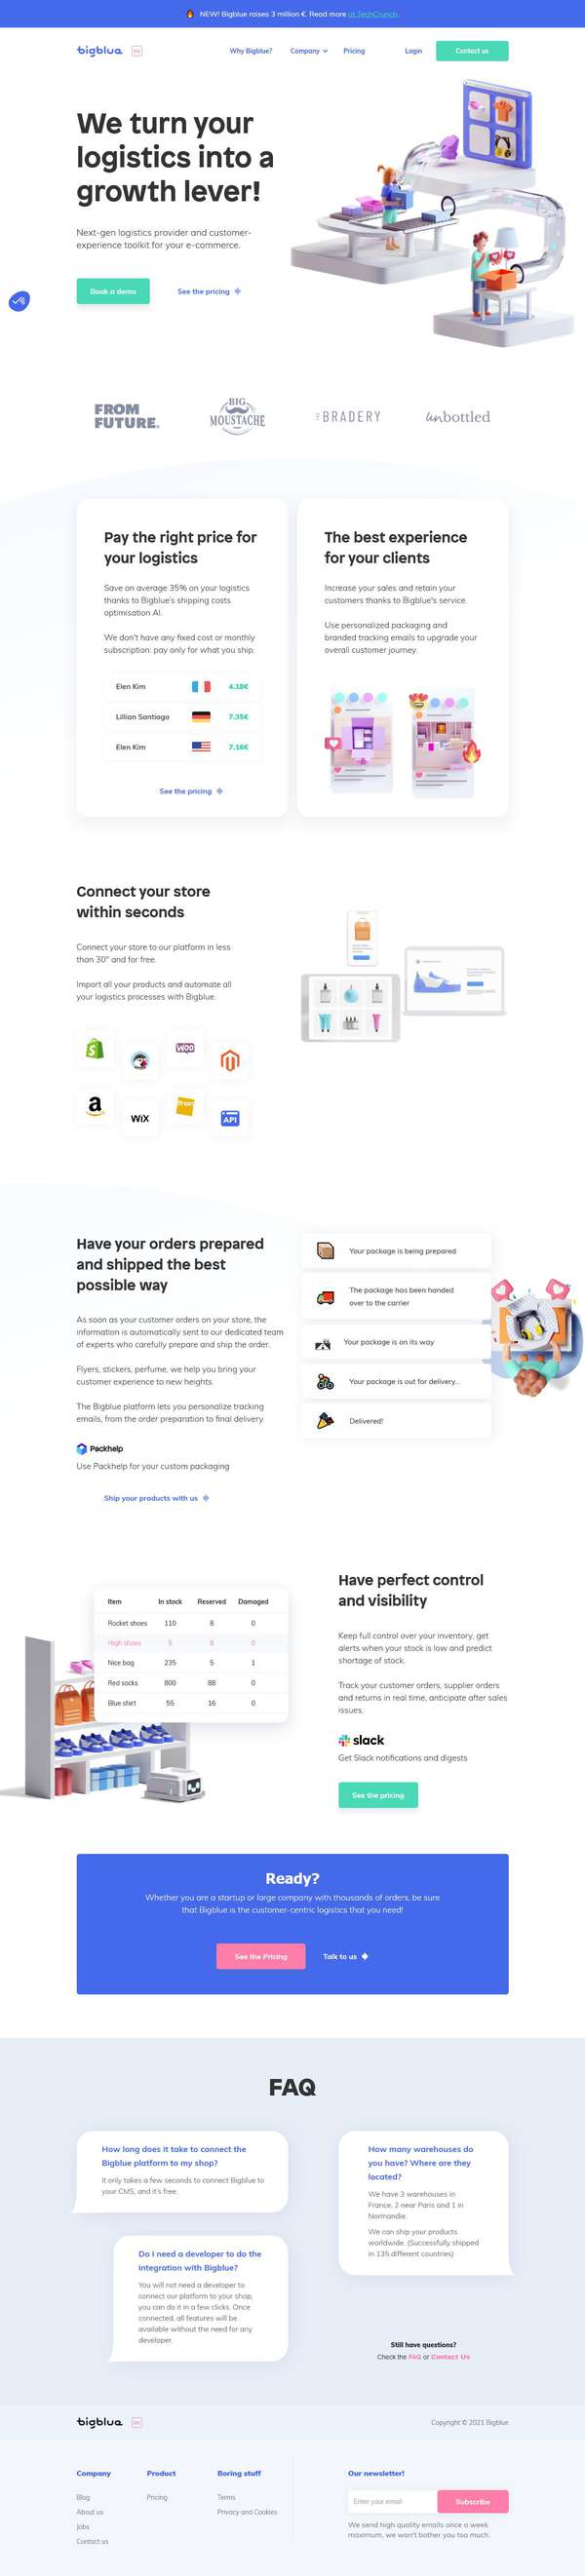 NEW! Bigblue raises 3 million €. Read more at TechCrunch.
bigblue
Why Bigblue?
Company
Pricing
Login
Contact us
We turn your
logistics into a
growth lever!
Next-gen logistics provider and customer-
experience toolkit for your e-commerce.
Book a demo
See the pricing
FROM
FUTURE.
BIG
MOUSTACHE
BRADERY
unbottled
Pay the right price for
your logistics
Save on average 35% on your logistics
thanks to Bigblue's shipping costs
optimisation AI.
We don't have any fixed cost or monthly
subscription: pay only for what you ship.
Elen Kim
4.19€
Lillian Santiago
7.35€
Elen Kim
7.16€
See the pricing
The best experience
for your clients
Increase your sales and retain your
customers thanks to Bigblue's service.
Use personalized packaging and
branded tracking emails to upgrade your
overall customer journey.
Connect your store
within seconds
Connect your store to our platform in less
than 30" and for free.
Import all your products and automate all
your logistics processes with Bigblue.
WOO
a
WiX
API
Have your orders prepared
and shipped the best
possible way
As soon as your customer orders on your store, the
information is automatically sent to our dedicated team
of experts who carefully prepare and ship the order.
Flyers, stickers, perfume, we help you bring your
customer experience to new heights.
The Bigblue platform lets you personalize tracking
emails, from the order preparation to final delivery.
Packhelp
Use Packhelp for your custom packaging
Ship your products with us
Your package is being prepared
The package has been handed
over to the carrier
Your package is on its way
Your package is out for delivery...
Delivered!
Item In stock Reserved Damaged
Rocket shoes 110 8 0
High shoes 5 8 0
Nice bag 235 5 1
Red socks 800 88 0
Blue shirt 55 16 0
Have perfect control
and visibility
Keep full control over your inventory, get
alerts when your stock is low and predict
shortage of stock.
Track your customer orders, supplier orders
and returns in real time, anticipate after sales
issues.
slack
Get Slack notifications and digests
See the pricing
Ready?
Whether you are a startup or large company with thousands of orders, be sure
that Bigblue is the customer-centric logistics that you need!
See the Pricing
Talk to us
FAQ
How long does it take to connect the
Bigblue platform to my shop?
It only takes a few seconds to connect Bigblue to
your CMS, and it's free.
Do I need a developer to do the
integration with Bigblue?
You will not need a developer to
connect our platform to your shop,
you can do it in a few clicks. Once
connected, all features will be
available without the need for any
developer.
How many warehouses do
you have? Where are they
located?
We have 3 warehouses in
France, 2 near Paris and 1 in
Normandie.
We can ship your products
worldwide. (Successfully shipped
in 135 different countries)
Still have questions?
Check the FAQ or Contact Us
bigblue
Copyright © 2021 Bigblue
Company
Blog
About us
Jobs
Contact us
Product
Pricing
Boring stuff
Terms
Privacy and Cookies
Our newsletter!
Enter your email
Subscribe
We send high quality emails once a week
maximum, we won't bother you too much.